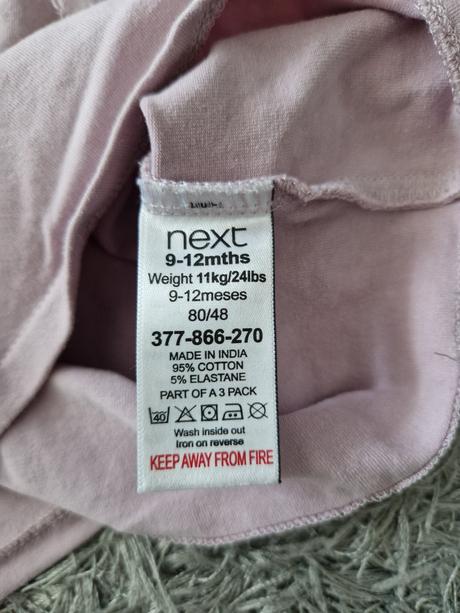 next
9-12mths
Weight 11kg/24lbs
9-12meses
80/48
377-866-270
MADE IN INDIA
95% COTTON
5% ELASTANE
PART OF A 3 PACK
40
Wash inside out
Iron on reverse
KEEP AWAY FROM FIRE